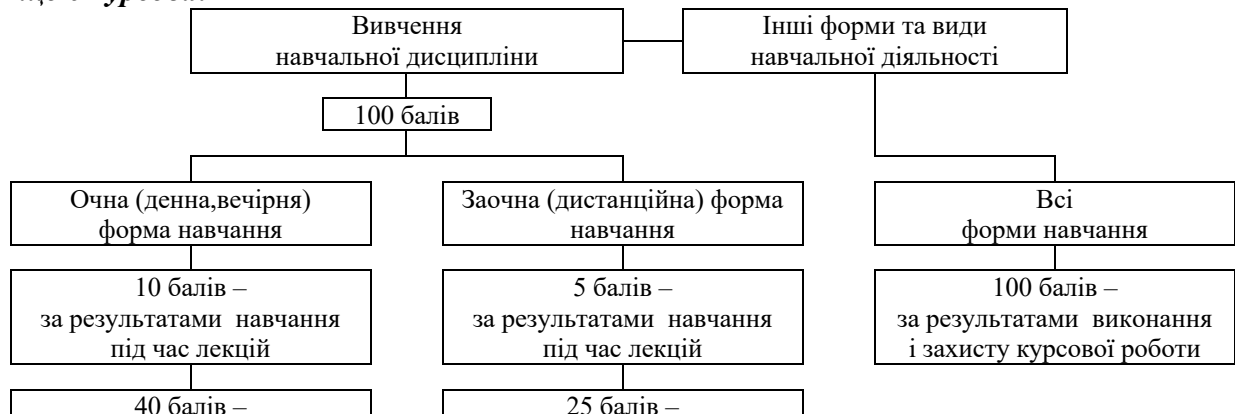 Вивчення
навчальної дисципліни
Інші форми та види
навчальної діяльності
100 балів
Очна (денна,вечірня)
форма навчання
Заочна (дистанційна) форма
навчання
Всі
форми навчання
10 балів –
за результатами навчання
під час лекцій
5 балів –
за результатами навчання
під час лекцій
100 балів –
за результатами виконання
і захисту курсової роботи
40 балів –
25 балів –